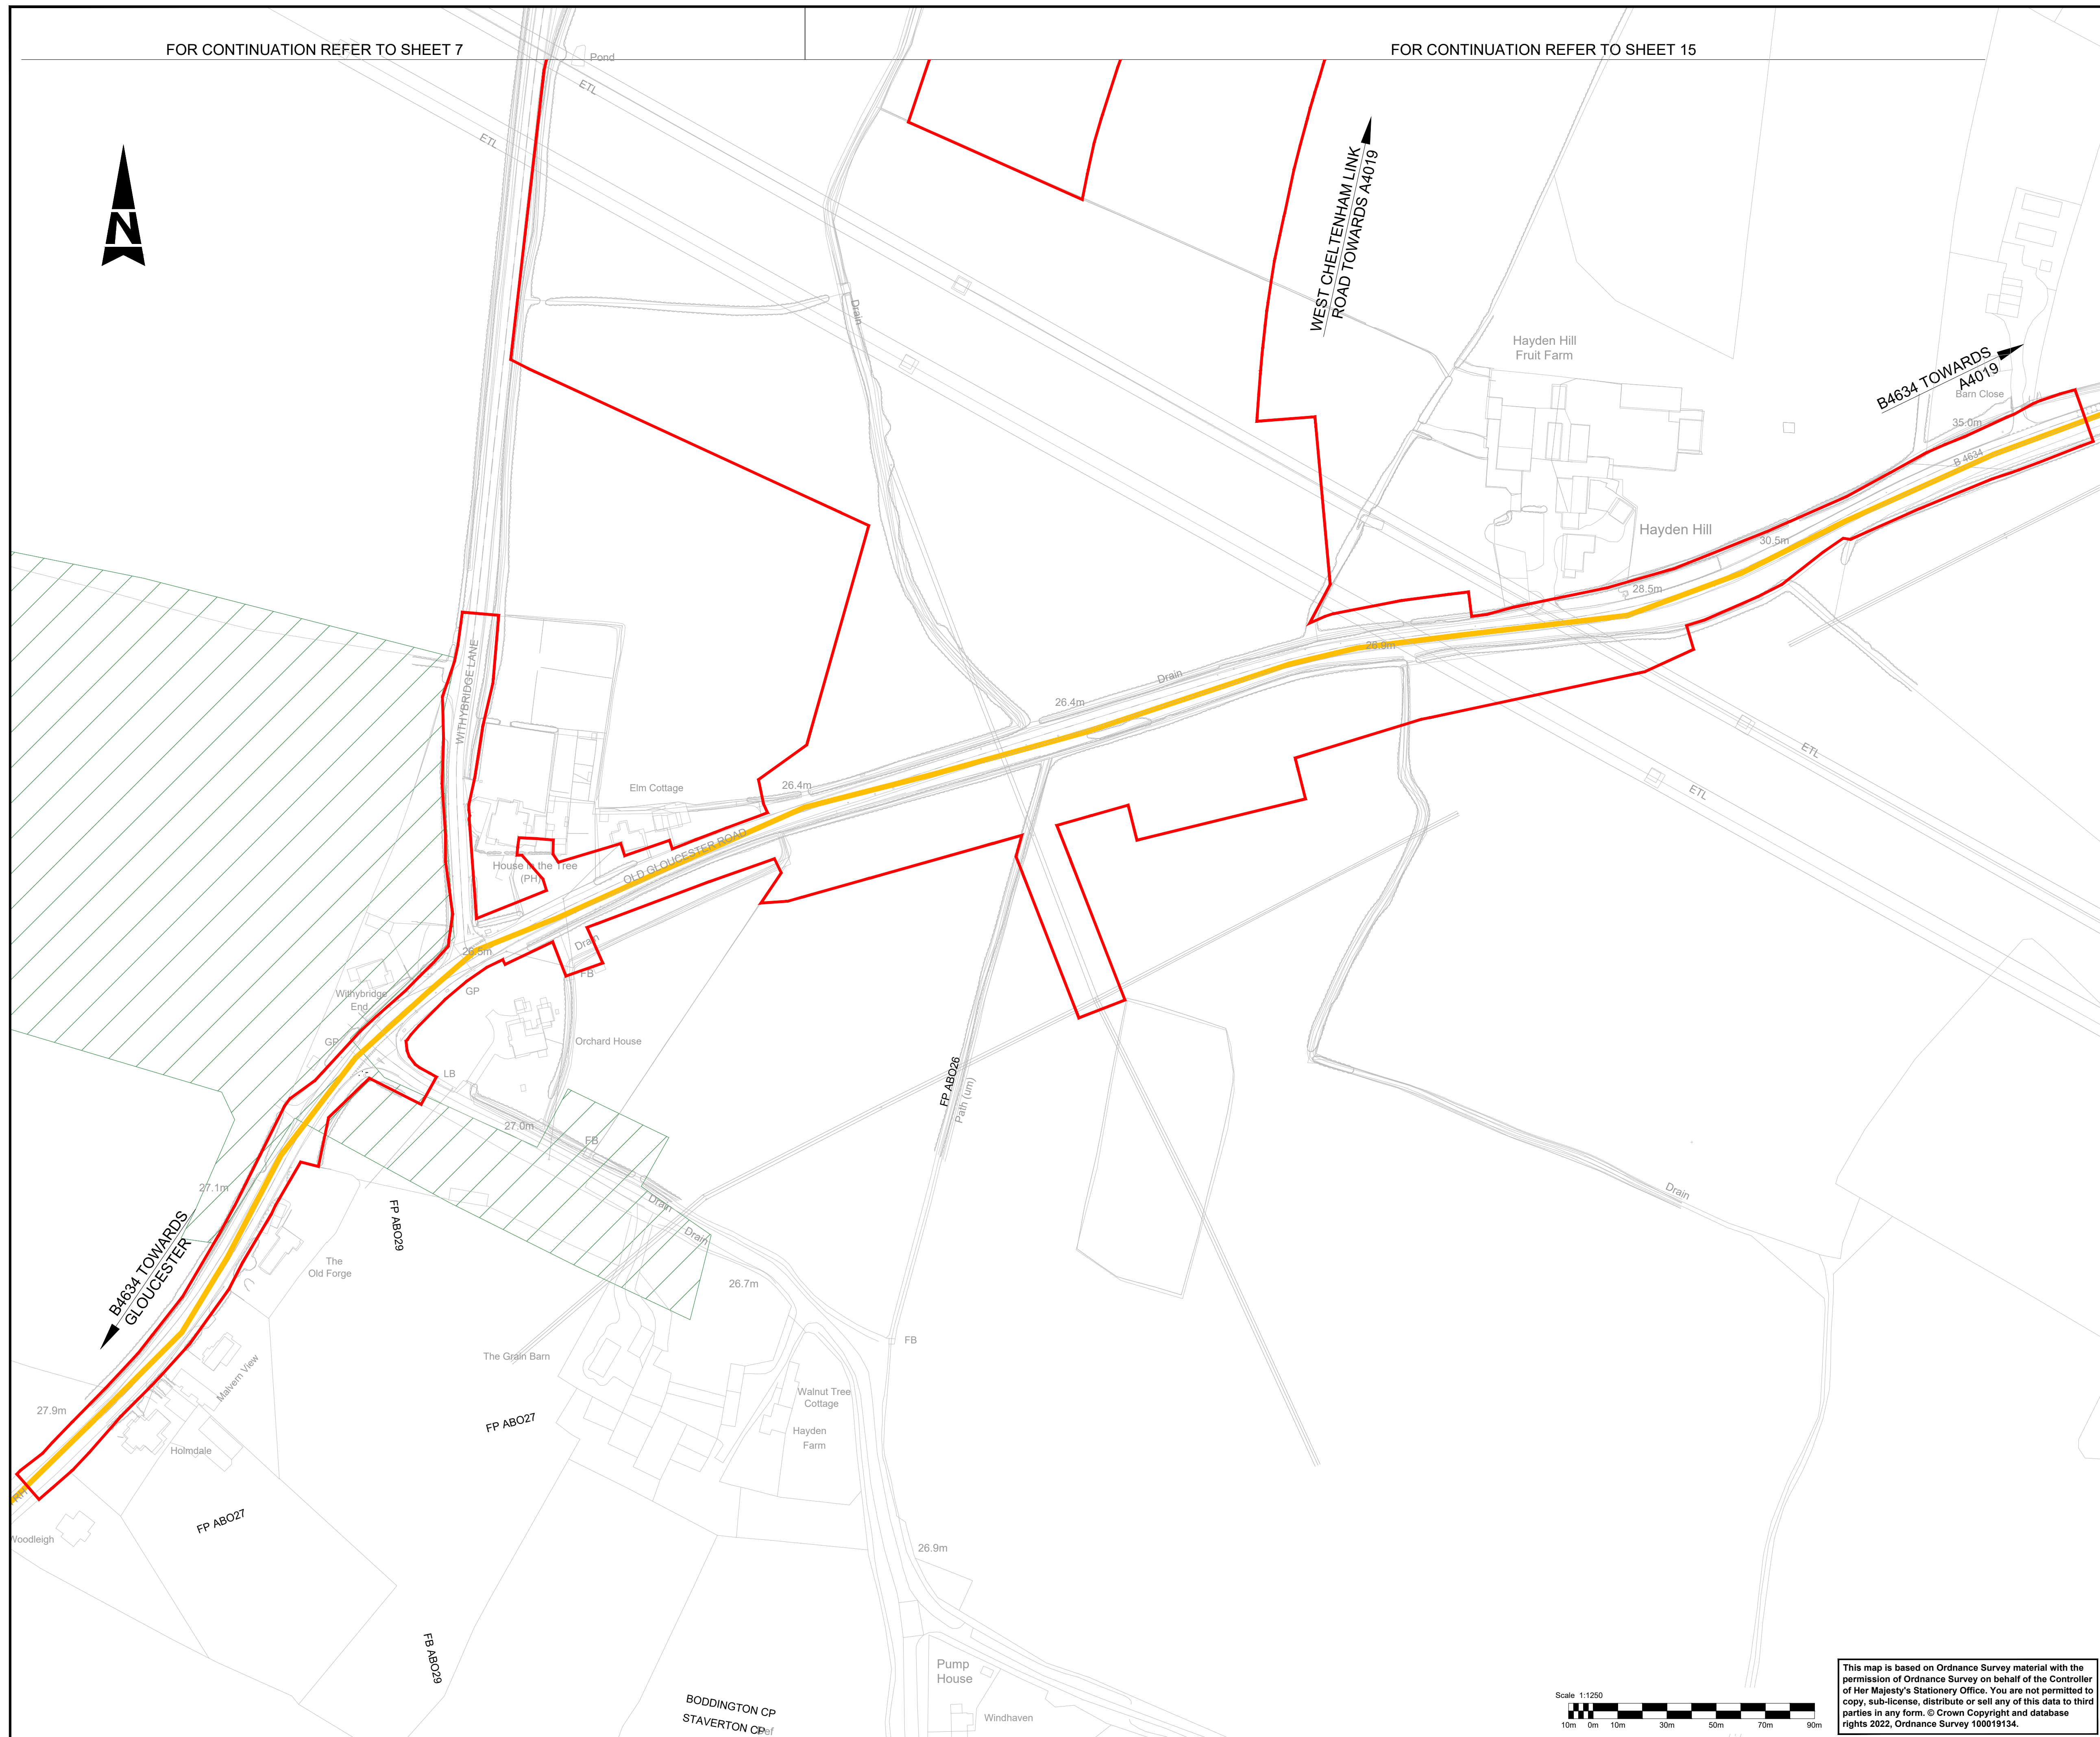 FOR CONTINUATION REFER TO SHEET 7
FOR CONTINUATION REFER TO SHEET 15
Pond
ETL
ETL
N
WEST CHELTENHAM LINK
ROAD TOWARDS A4019
Drain
Hayden Hill
Fruit Farm
B4634 TOWARDS
A4019
Barn Close
35.0m
B 4634
Hayden Hill
30.5m
28.5m
26.9m
Drain
26.4m
WITHYBRIDGE LANE
Elm Cottage
26.4m
ETL
ETL
OLD GLOUCESTER ROAD
House in the Tree
(PH)
Drain
26.5m
FB
GP
Withybridge
End
GP
Orchard House
LB
FP ABO26
Path (um)
27.0m
FB
27.1m
FP ABO29
Drain
Drain
Drain
B4634 TOWARDS
GLOUCESTER
The
Old Forge
26.7m
FB
The Grain Barn
Malvern View
Walnut Tree
Cottage
27.9m
FP ABO27
Hayden
Farm
Holmdale
RH
FP ABO27
Woodleigh
26.9m
FB ABO29
Pump
House
BODDINGTON CP
STAVERTON CP
Def
Windhaven
Scale 1:1250
10m 0m 10m 30m 50m 70m 90m
This map is based on Ordnance Survey material with the
permission of Ordnance Survey on behalf of the Controller
of Her Majesty's Stationery Office. You are not permitted to
copy, sub-license, distribute or sell any of this data to third
parties in any form. © Crown Copyright and database
rights 2022, Ordnance Survey 100019134.